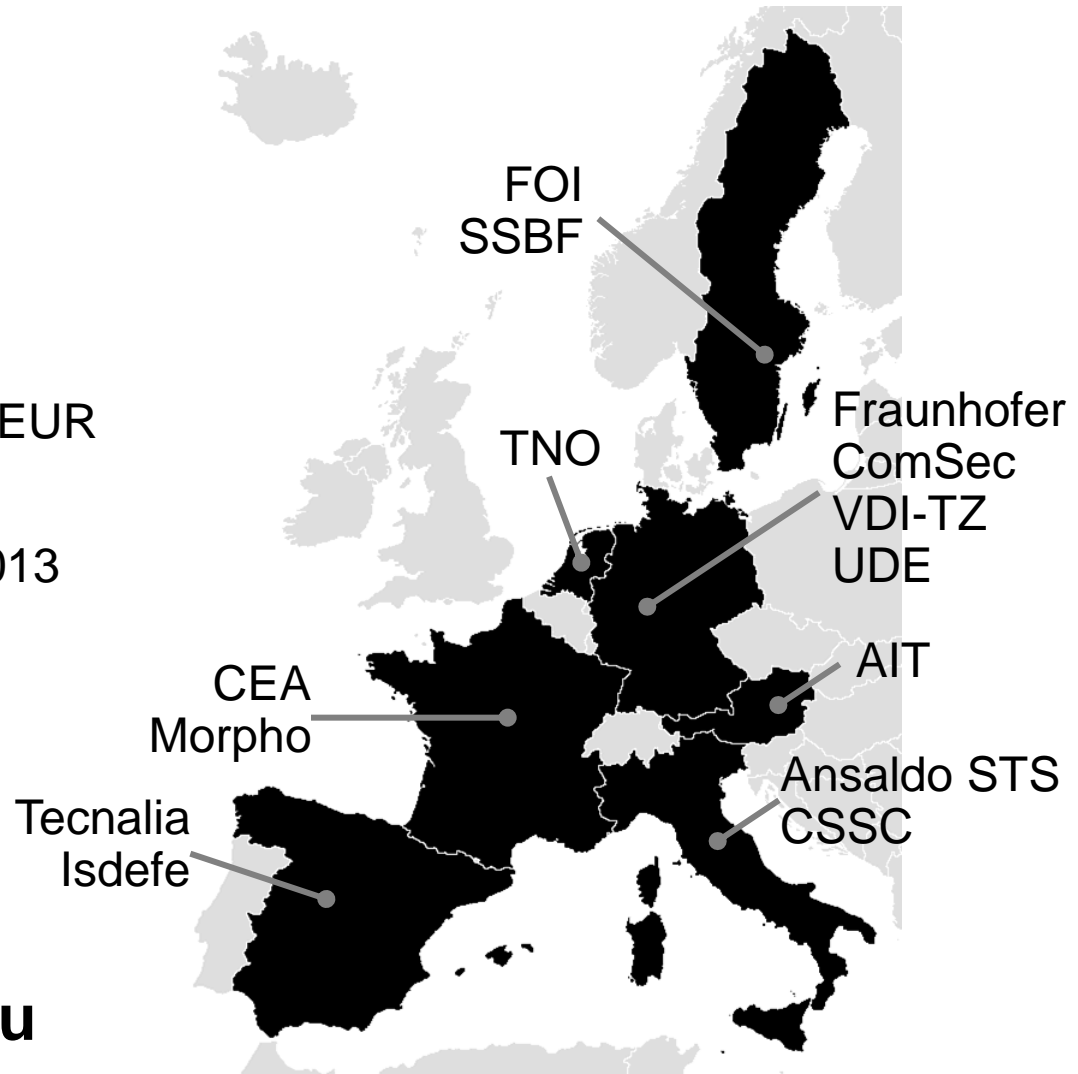 FOI
SSBF
EUR
TNO
Fraunhofer
ComSec
VDI-TZ
UDE
013
CEA
Morpho
AIT
Ansaldo STS
CSSC
Tecnalia
Isdefe
u